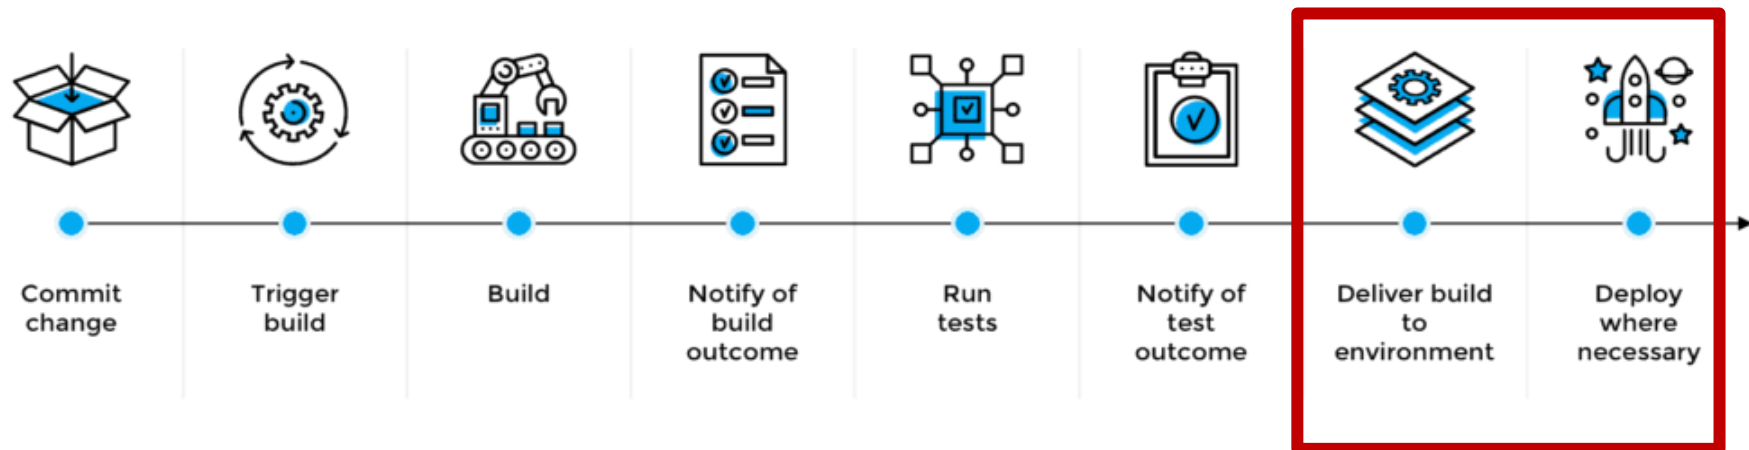 Commit
change
Trigger
build
Build
Notify of
build
outcome
Run
tests
Notify of
test
outcome
Deliver build
to
environment
Deploy
where
necessary